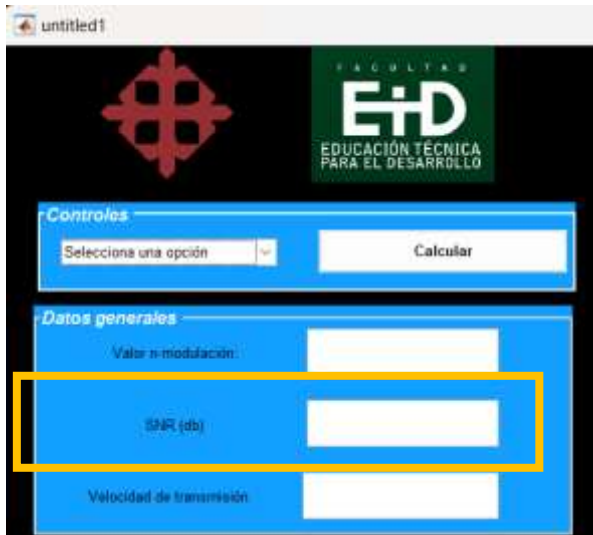 untitled1
FACULTAD
EtD
EDUCACIÓN TÉCNICA
PARA EL DESARROLLO
Controles
Selecciona una opción
Calcular
Datos generales
Valor n-modulación:
SNR (db)
Velocidad de transmisión